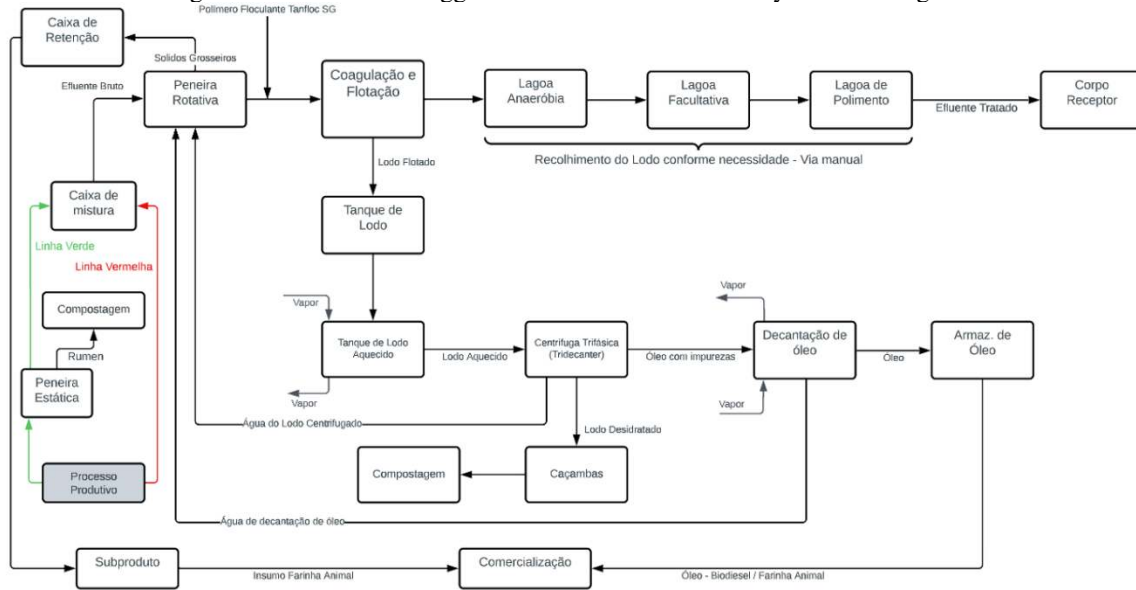 Polímero Floculante Tanfloc SG
Caixa de
Retenção
Solidos Grosseiros
Efluente Bruto
Peneira
Rotativa
Coagulação e
Flotação
Lagoa
Anaeróbia
Lagoa
Facultativa
Lagoa de
Polimento
Efluente Tratado
Corpo
Receptor
Recolhimento do Lodo conforme necessidade - Via manual
Lodo Flotado
Caixa de
mistura
Tanque de
Lodo
Linha Verde
Linha Vermelha
Compostagem
Rumen
Peneira
Estática
Processo
Produtivo
Vapor
Tanque de Lodo
Aquecido
Vapor
Lodo Aquecido
Centrifuga Trifásica
(Tridecanter)
Óleo com impurezas
Vapor
Decantação de
óleo
Vapor
Óleo
Armaz. de
Óleo
Água do Lodo Centrifugado
Lodo Desidratado
Compostagem
Caçambas
Água de decantação de óleo
Subproduto
Insumo Farinha Animal
Comercialização
Óleo - Biodiesel / Farinha Animal